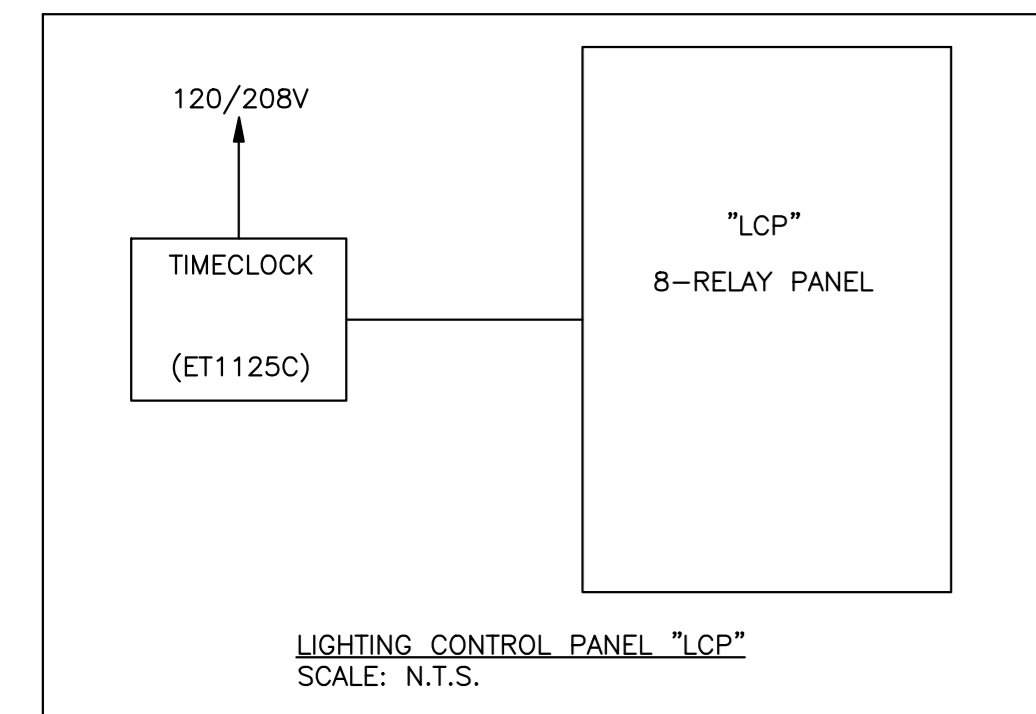 120/208V
TIMECLOCK
(ET1125C)
"LCP"
8-RELAY PANEL
LIGHTING CONTROL PANEL "LCP"
SCALE: N.T.S.